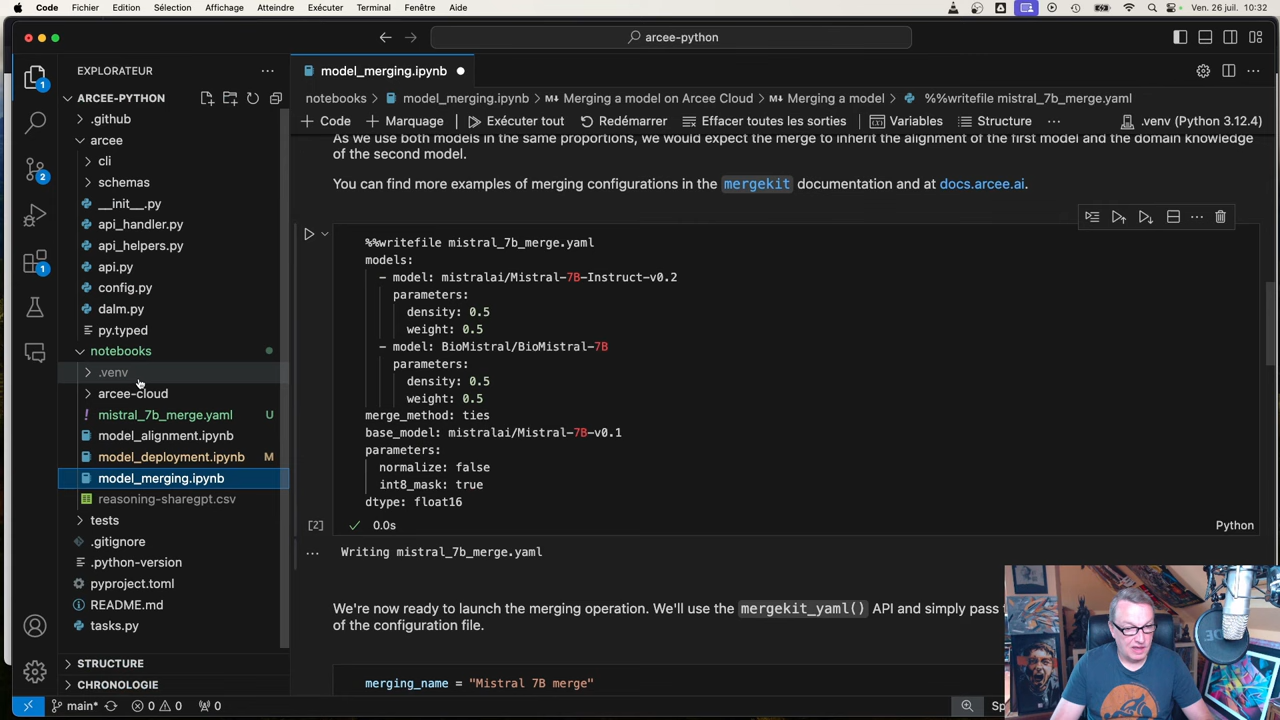 Code Fichier Edition Sélection Affichage Atteindre Exécuter Terminal Fenêtre Aide
Ven. 26 juil. 10:32
arcee-python
EXPLORATEUR
ARCEE-PYTHON
.github
arcee
cli
schemas
__init__.py
api_handler.py
api_helpers.py
api.py
config.py
dalm.py
py.typed
notebooks
.venv
arcee-cloud
! mistral_7b_merge.yaml U
model_alignment.ipynb
model_deployment.ipynb M
model_merging.ipynb
reasoning-sharegpt.csv
tests
.gitignore
.python-version
pyproject.toml
README.md
tasks.py
STRUCTURE
CHRONOLOGIE
1
2
1
model_merging.ipynb
notebooks > model_merging.ipynb > Merging a model on Arcee Cloud > Merging a model > %%writefile mistral_7b_merge.yaml
+ Code + Marquage Exécuter tout Redémarrer Effacer toutes les sorties Variables Structure ... .venv (Python 3.12.4)
As we use both models in the same proportions, we would expect the merge to inherit the alignment of the first model and the domain knowledge
of the second model.
You can find more examples of merging configurations in the mergekit documentation and at docs.arcee.ai.
%%writefile mistral_7b_merge.yaml
models:
- model: mistralai/Mistral-7B-Instruct-v0.2
parameters:
density: 0.5
weight: 0.5
- model: BioMistral/BioMistral-7B
parameters:
density: 0.5
weight: 0.5
merge_method: ties
base_model: mistralai/Mistral-7B-v0.1
parameters:
normalize: false
int8_mask: true
dtype: float16
[2] 0.0s Python
... Writing mistral_7b_merge.yaml
We're now ready to launch the merging operation. We'll use the mergekit_yaml() API and simply pass
of the configuration file.
merging_name = "Mistral 7B merge"
main* 0 0 0